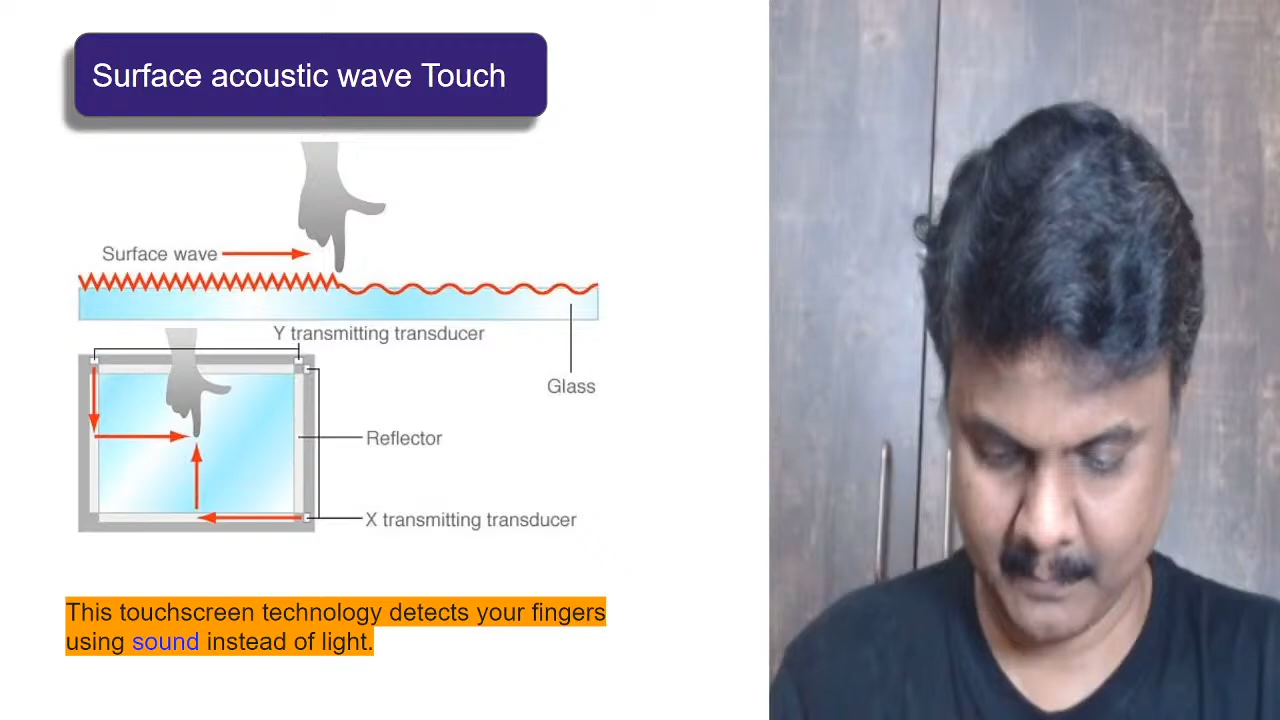 Surface acoustic wave Touch
Surface wave
Y transmitting transducer
Glass
Reflector
X transmitting transducer
This touchscreen technology detects your fingers
using sound instead of light.